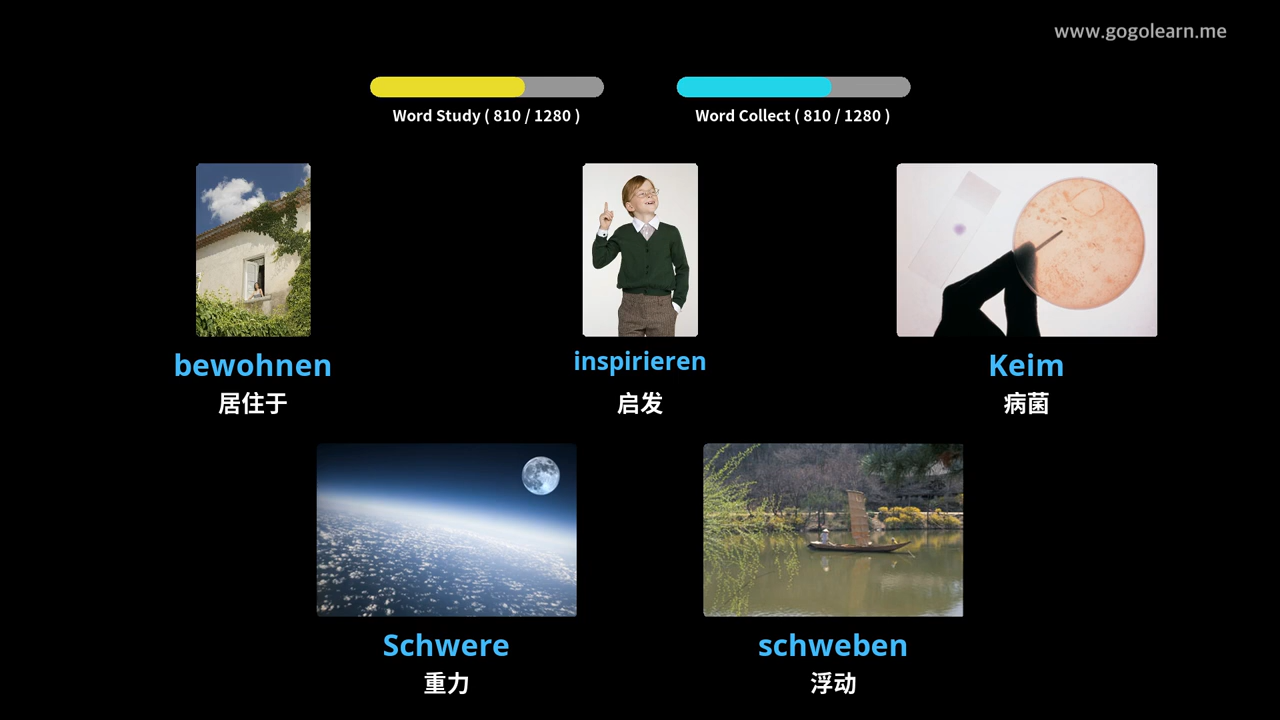 www.gogolearn.me
Word Study ( 810 / 1280 )
Word Collect ( 810 / 1280 )
bewohnen
居住于
inspirieren
启发
Keim
病菌
Schwere
重力
schweben
浮动